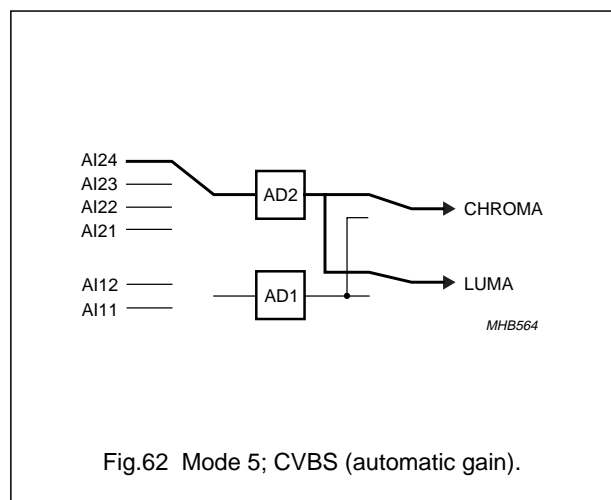 AI24
AI23
AI22
AI21
AD2
CHROMA
AI12
AI11
AD1
LUMA
MHB564
Fig.62 Mode 5; CVBS (automatic gain).